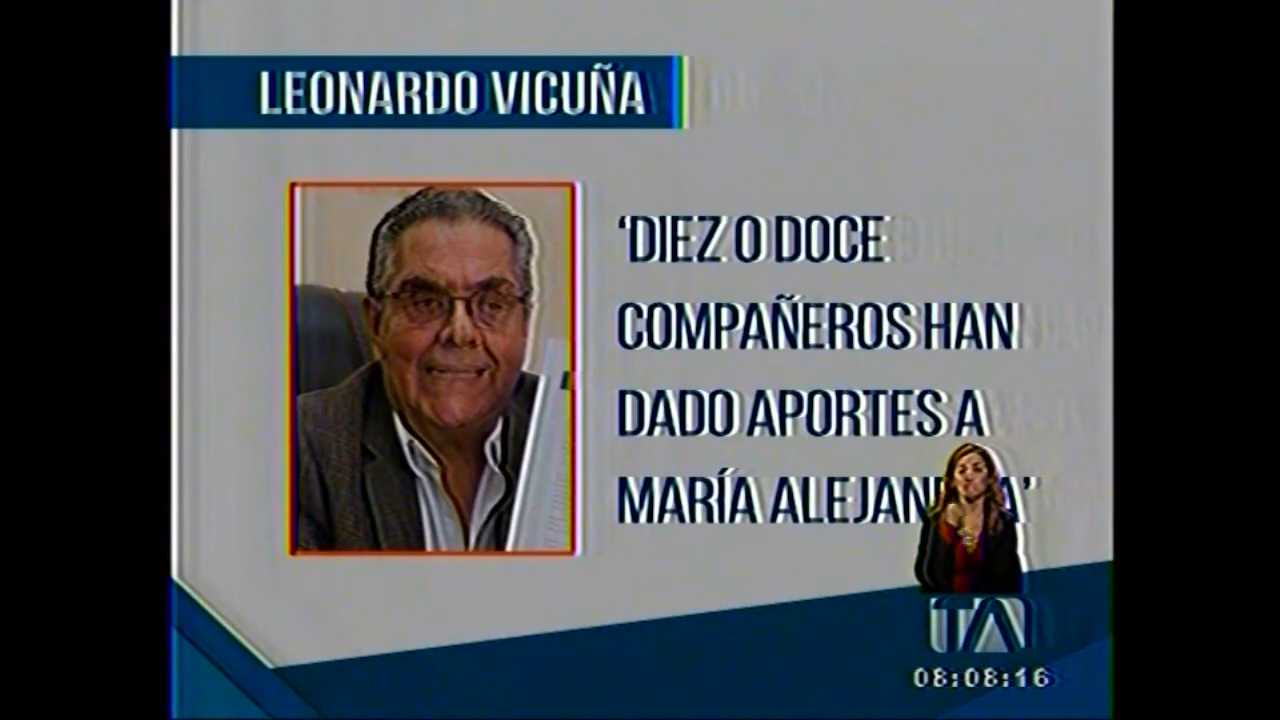 LEONARDO VICUÑA
‘DIEZ O DOCE
COMPAÑEROS HAN
DADO APORTES A
MARÍA
TA
08:08:16